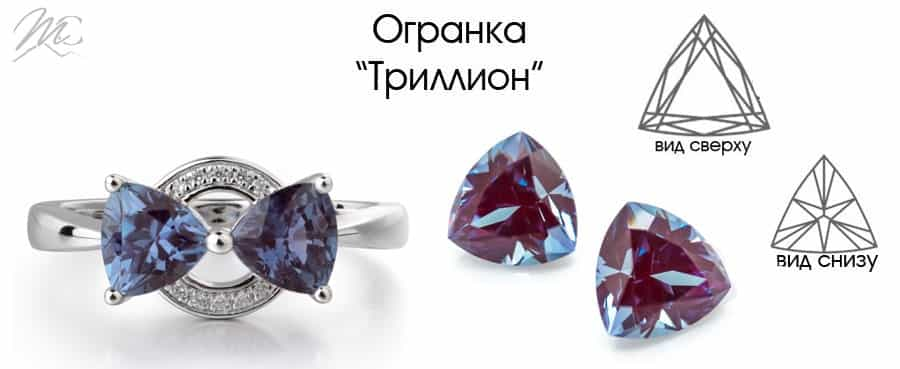 Огранка
“Триллион”
вид сверху
вид снизу